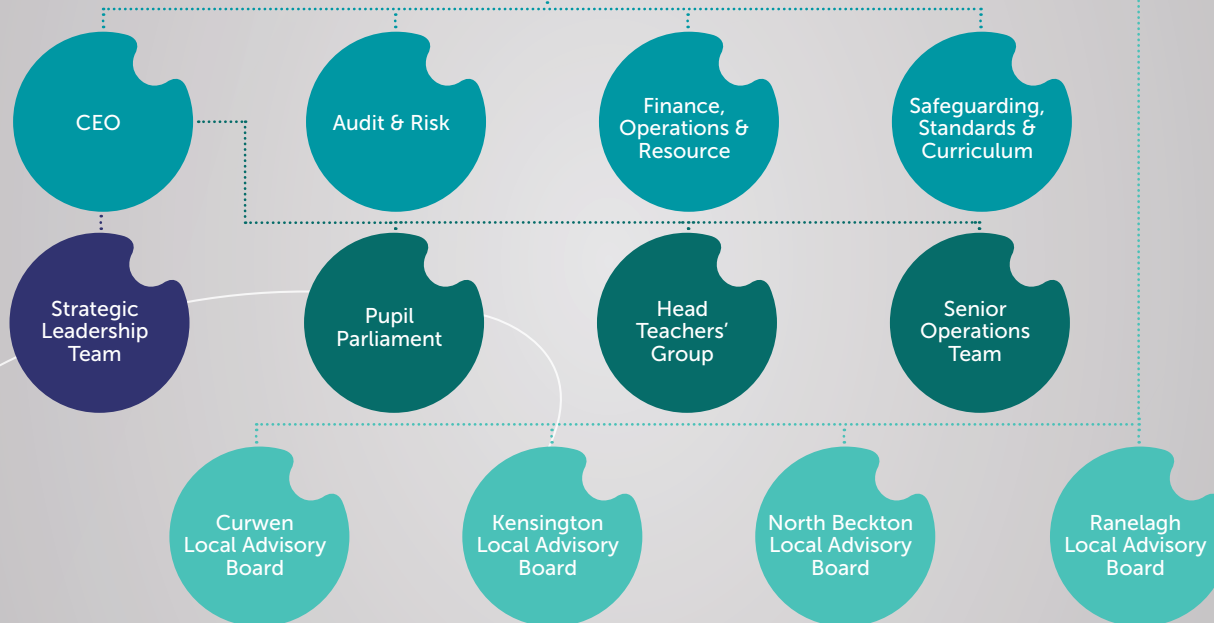 CEO
Audit & Risk
Finance,
Operations &
Resource
Safeguarding,
Standards &
Curriculum
Strategic
Leadership
Team
Pupil
Parliament
Head
Teachers’
Group
Senior
Operations
Team
Curwen
Local Advisory
Board
Kensington
Local Advisory
Board
North Beckton
Local Advisory
Board
Ranelagh
Local Advisory
Board